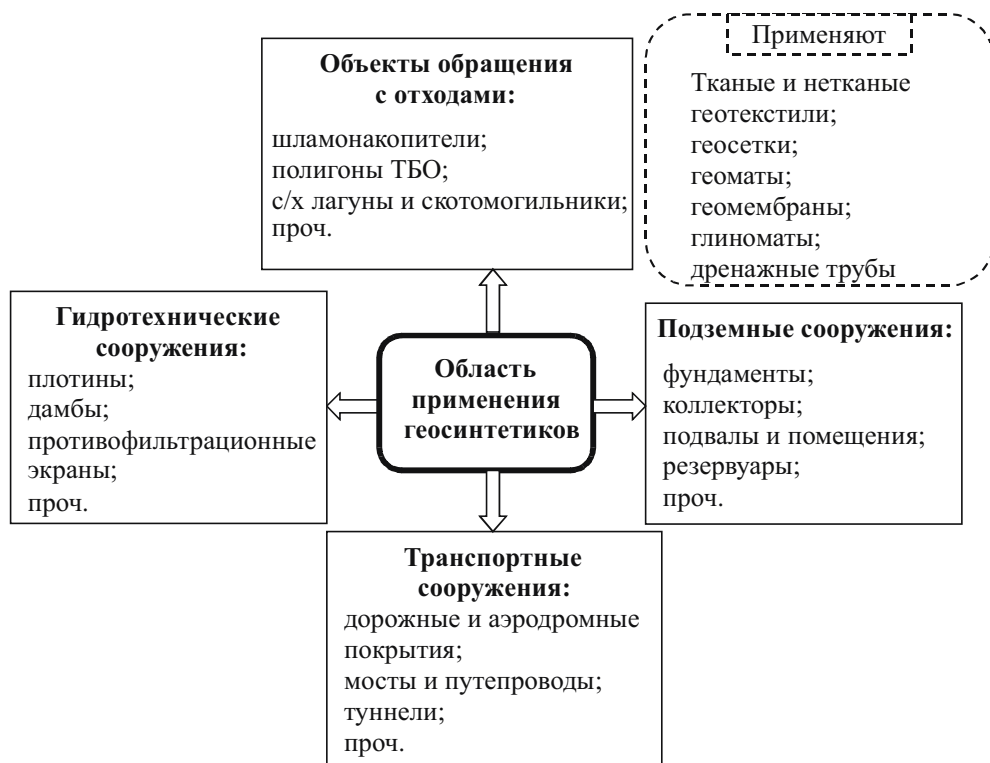 Объекты обращения
с отходами:
шламонакопители;
полигоны ТБО;
с/х лагуны и скотомогильники;
проч.
Применяют
Тканые и нетканые
геотекстили;
геосетки;
геоматы;
геомембраны;
глиноматы;
дренажные трубы
Гидротехнические
сооружения:
плотины;
дамбы;
противофильтрационные
экраны;
проч.
Область
применения
геосинтетиков
Подземные сооружения:
фундаменты;
коллекторы;
подвалы и помещения;
резервуары;
проч.
Транспортные
сооружения:
дорожные и аэродромные
покрытия;
мосты и путепроводы;
туннели;
проч.